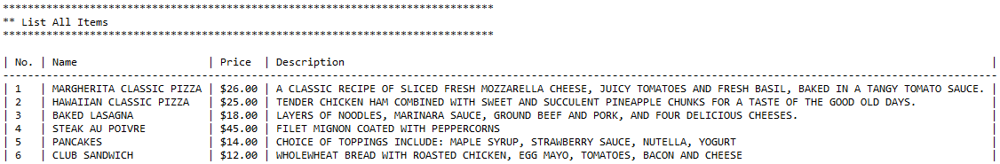 *******************************************************************************
** List All Items
*******************************************************************************
| No. | Name | Price | Description |
-----------------------------------------------------------------------------------------------------------------------------------------------------------------
| 1 | MARGHERITA CLASSIC PIZZA | $26.00 | A CLASSIC RECIPE OF SLICED FRESH MOZZARELLA CHEESE, JUICY TOMATOES AND FRESH BASIL, BAKED IN A TANGY TOMATO SAUCE. |
| 2 | HAWAIIAN CLASSIC PIZZA | $25.00 | TENDER CHICKEN HAM COMBINED WITH SWEET AND SUCCULENT PINEAPPLE CHUNKS FOR A TASTE OF THE GOOD OLD DAYS. |
| 3 | BAKED LASAGNA | $18.00 | LAYERS OF NOODLES, MARINARA SAUCE, GROUND BEEF AND PORK, AND FOUR DELICIOUS CHEESES. |
| 4 | STEAK AU POIVRE | $45.00 | FILET MIGNON COATED WITH PEPPERCORNS |
| 5 | PANCAKES | $14.00 | CHOICE OF TOPPINGS INCLUDE: MAPLE SYRUP, STRAWBERRY SAUCE, NUTELLA, YOGURT |
| 6 | CLUB SANDWICH | $12.00 | WHOLEWHEAT BREAD WITH ROASTED CHICKEN, EGG MAYO, TOMATOES, BACON AND CHEESE |